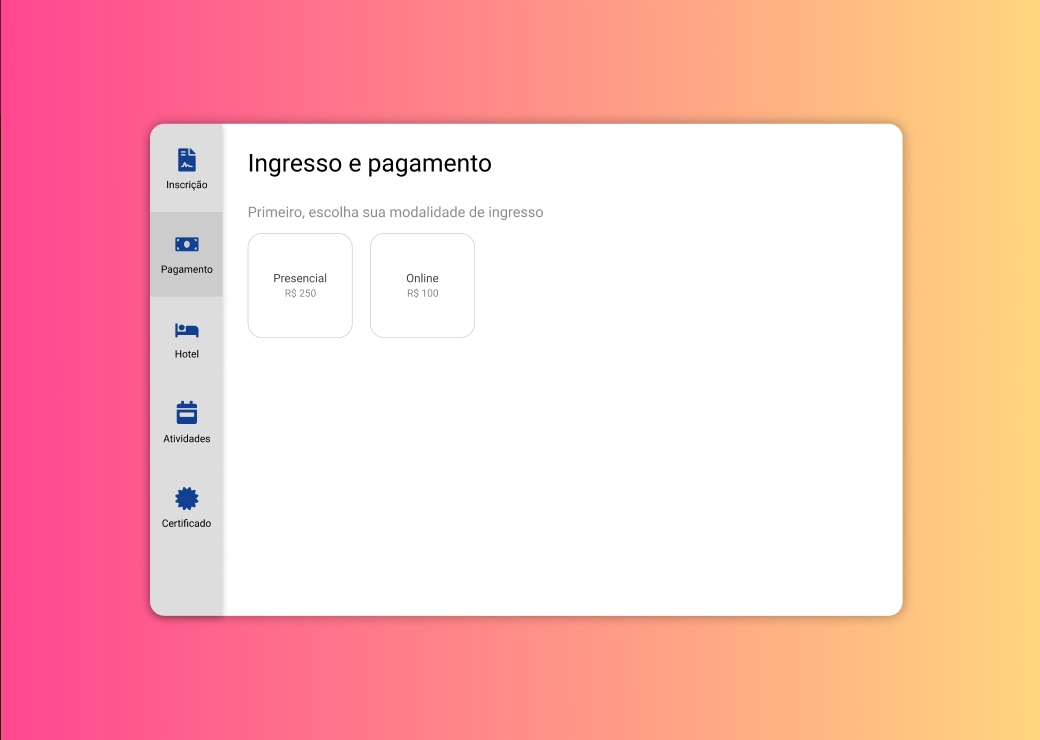 Inscrição
Pagamento
Hotel
Atividades
Certificado
Ingresso e pagamento
Primeiro, escolha sua modalidade de ingresso
Presencial
R$ 250
Online
R$ 100